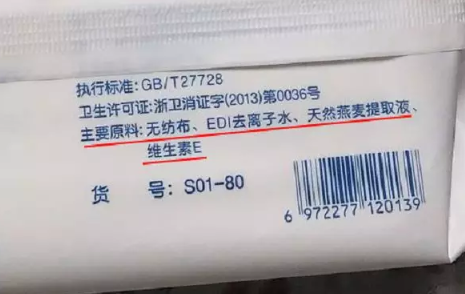 执行标准:GB/T27728
卫生许可证:浙卫消证字(2013)第0036号
主要原料:无纺布、EDI去离子水、天然燕麦提取液、
维生素E
货 号:S01-80
6 972277 120139